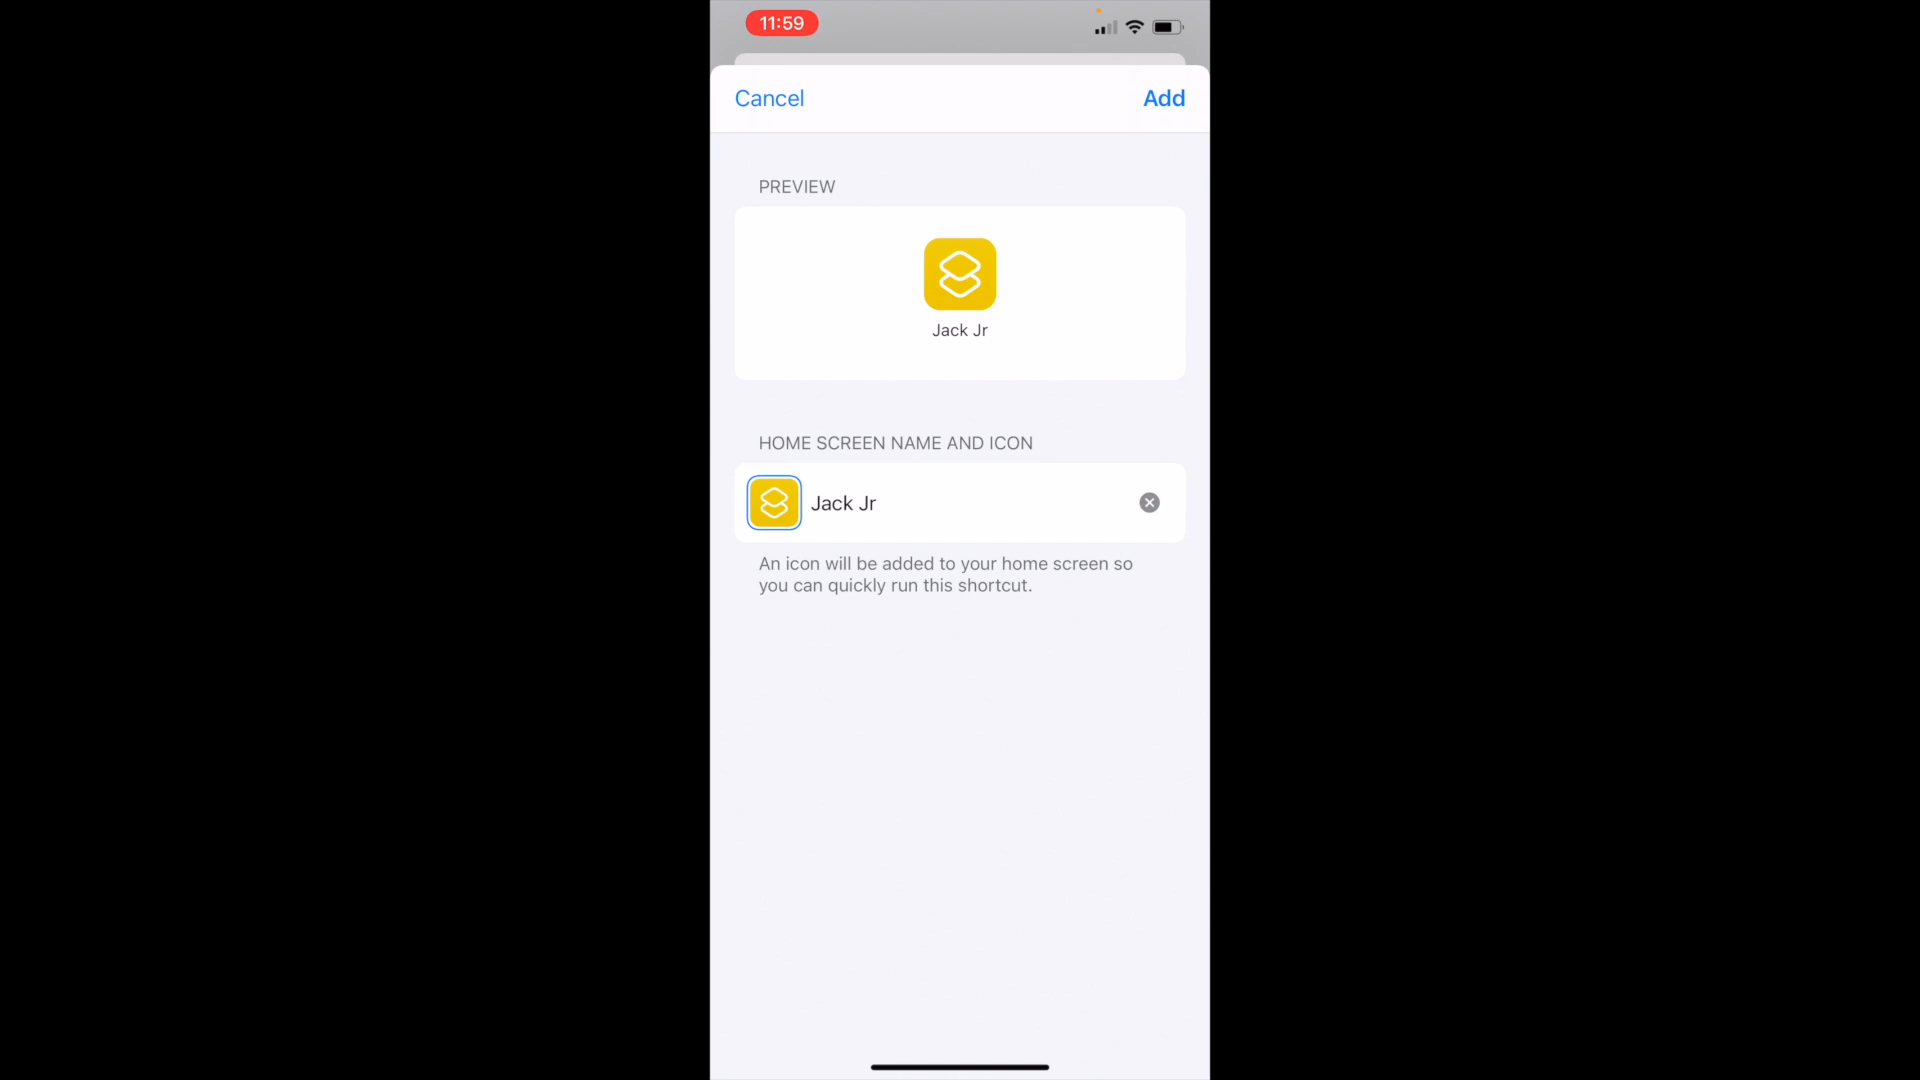 11:59
Cancel
Add
PREVIEW
Jack Jr
HOME SCREEN NAME AND ICON
Jack Jr
An icon will be added to your home screen so
you can quickly run this shortcut.